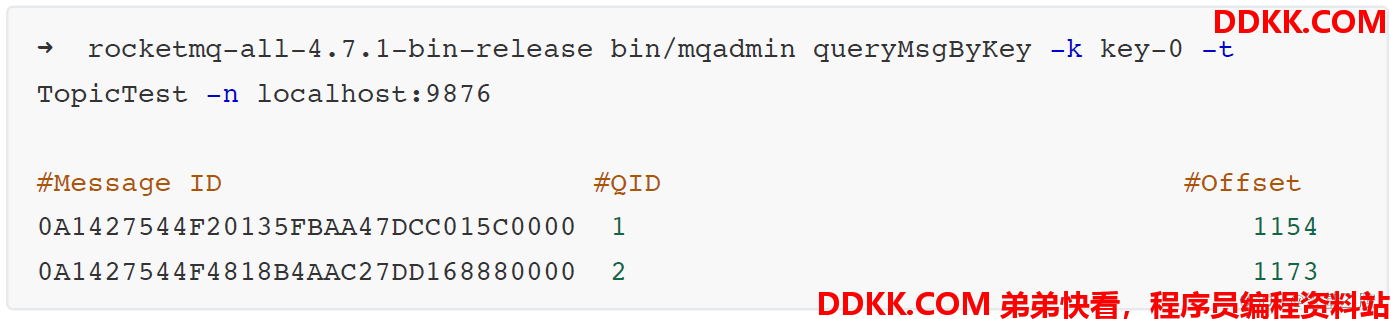 DDKK.COM
➜ rocketmq-all-4.7.1-bin-release bin/mqadmin queryMsgByKey -k key-0 -t
TopicTest -n localhost:9876
#Message ID #QID #Offset
0A1427544F20135FBAA47DCC015C0000 1 1154
0A1427544F4818B4AAC27DD168880000 2 1173
DDKK.COM 弟弟快看，程序员编程资料站